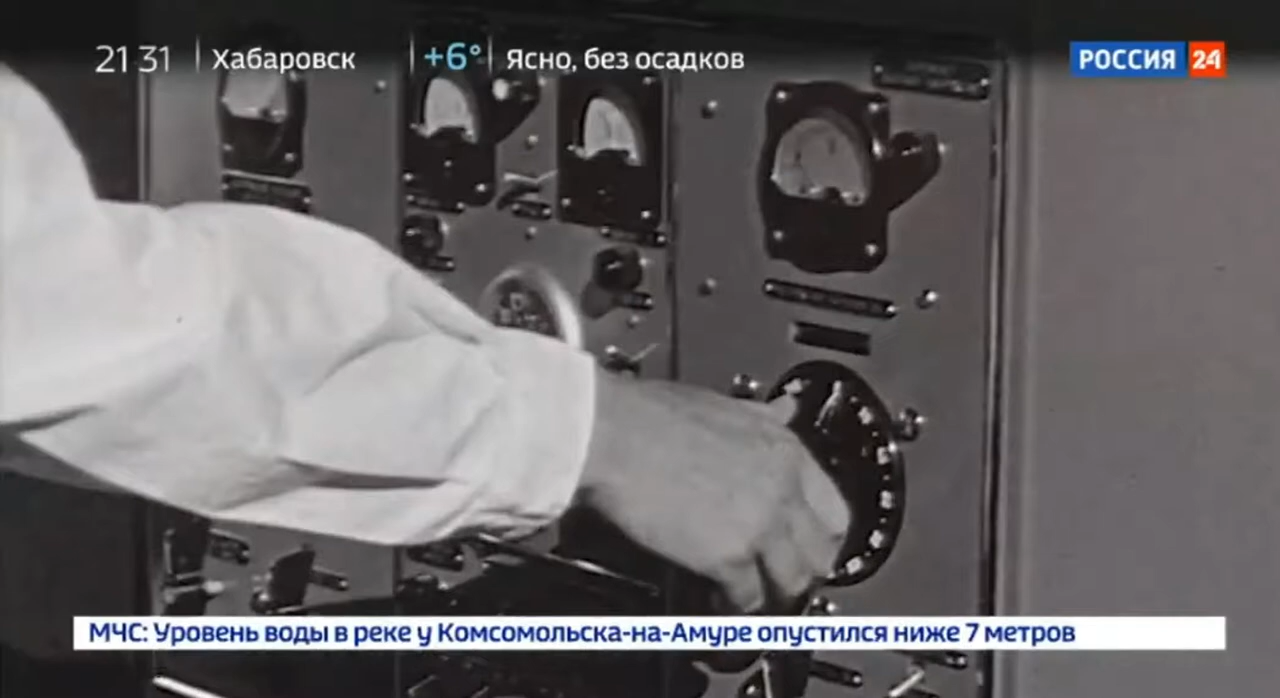 21 31 Хабаровск +6° Ясно, без осадков РОССИЯ 24
МЧС: Уровень воды в реке у Комсомольска-на-Амуре опустился ниже 7 метров